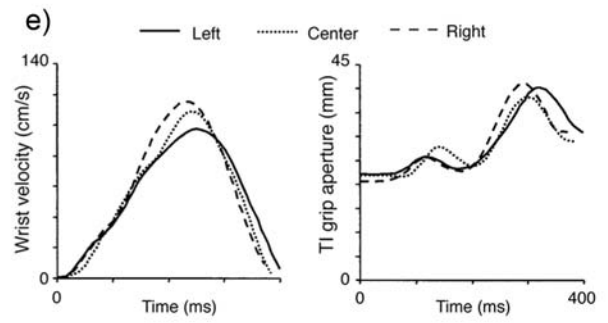 e)
Left Center Right
140
Wrist velocity (cm/s)
0
0
Time (ms)
45
TI grip aperture (mm)
0
0
Time (ms)
400